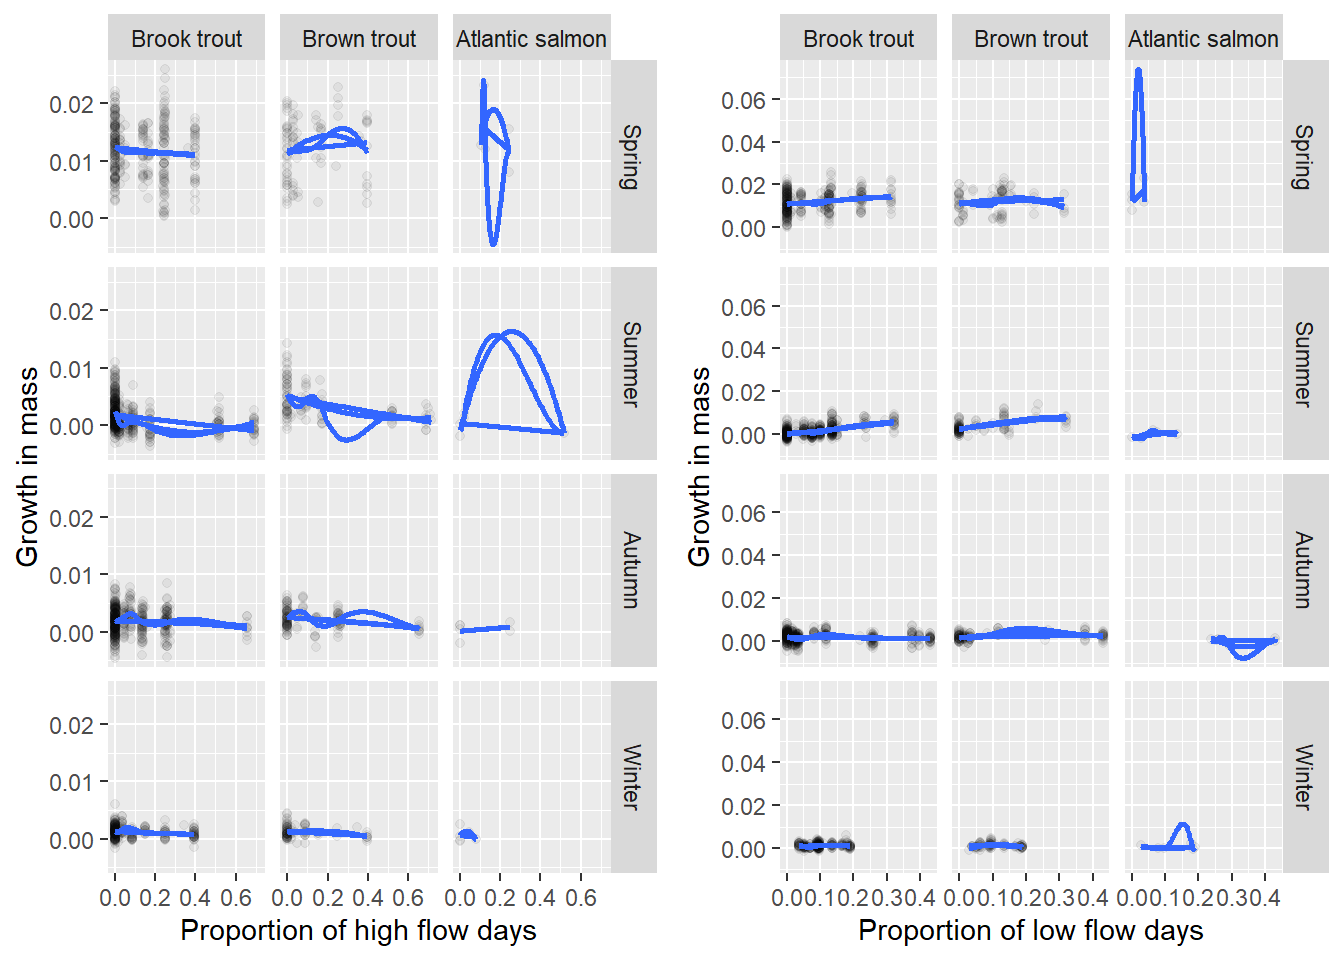 Brook trout Brown trout Atlantic salmon
Spring
Summer
Autumn
Winter
0.02
0.01
0.00
0.02
0.01
0.00
0.02
0.01
0.00
0.02
0.01
0.00
Growth in mass
0.0 0.2 0.4 0.6 0.0 0.2 0.4 0.6 0.0 0.2 0.4 0.6
Proportion of high flow days
Brook trout Brown trout Atlantic salmon
Spring
Summer
Autumn
Winter
0.06
0.04
0.02
0.00
0.06
0.04
0.02
0.00
0.06
0.04
0.02
0.00
0.06
0.04
0.02
0.00
Growth in mass
0.00.10.20.30.4 0.00.10.20.30.4 0.00.10.20.30.4
Proportion of low flow days